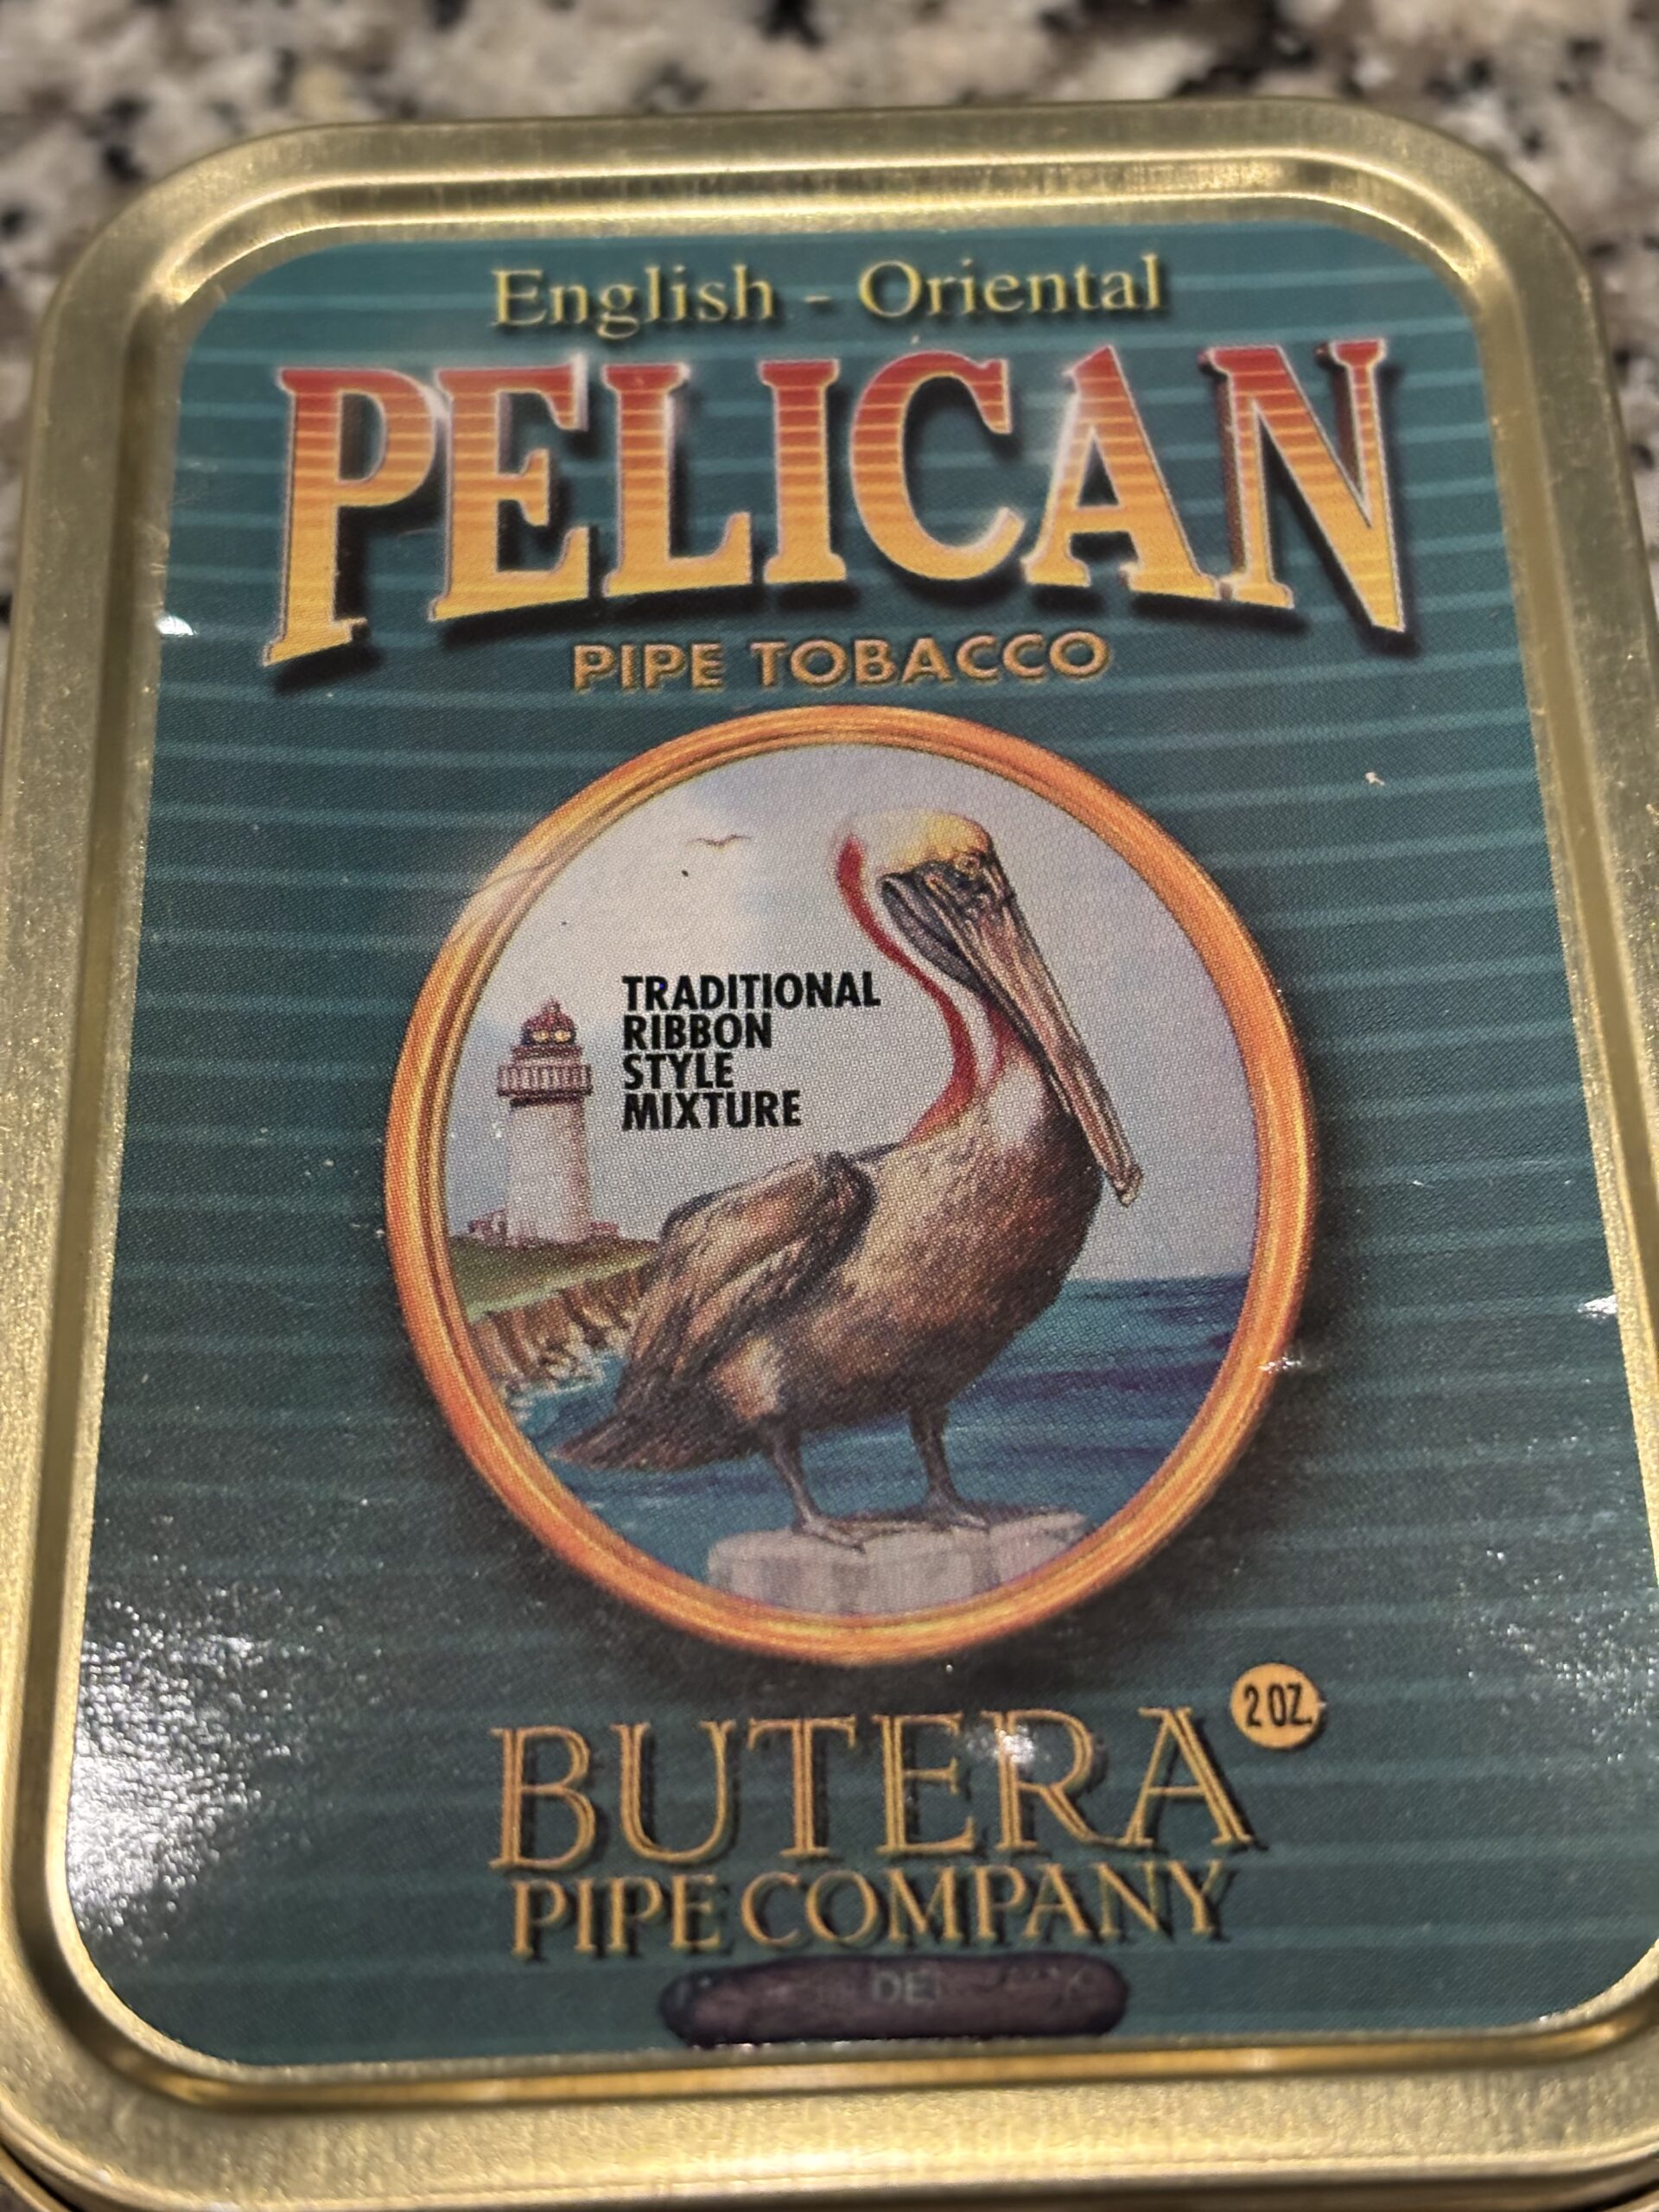 English - Oriental
PELICAN
PIPE TOBACCO
TRADITIONAL
RIBBON
STYLE
MIXTURE
2 OZ.
BUTERA
PIPE COMPANY